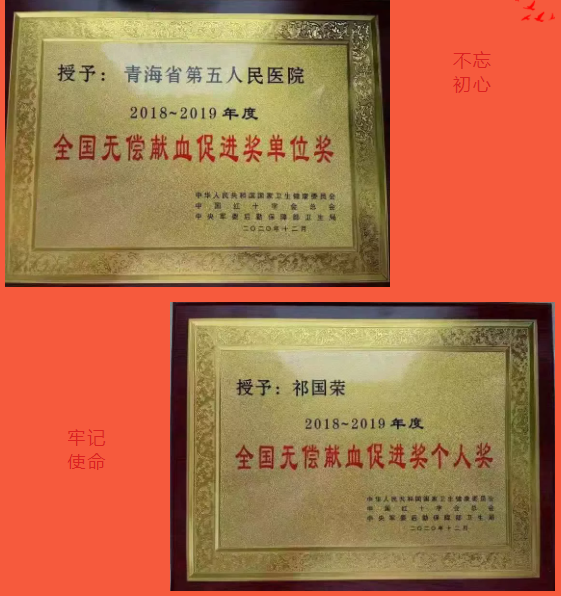 授予：青海省第五人民医院
2018~2019年度
全国无偿献血促进奖单位奖
中华人民共和国国家卫生健康委员会
中国红十字会总会
中央军委后勤保障部卫生局
二〇二〇年十二月
不忘
初心
授予：祁国荣
2018~2019年度
全国无偿献血促进奖个人奖
中华人民共和国国家卫生健康委员会
中国红十字会总会
中央军委后勤保障部卫生局
二〇二〇年十二月
牢记
使命